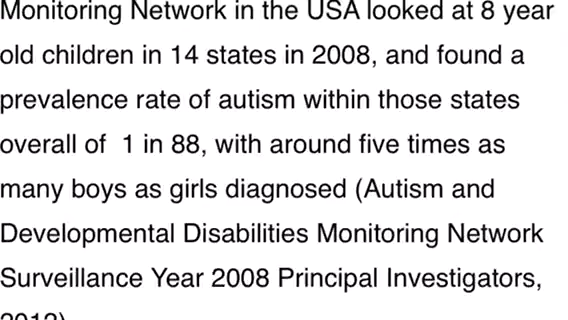 Monitoring Network in the USA looked at 8 year
old children in 14 states in 2008, and found a
prevalence rate of autism within those states
overall of  1 in 88, with around five times as
many boys as girls diagnosed (Autism and
Developmental Disabilities Monitoring Network
Surveillance Year 2008 Principal Investigators,
2012)